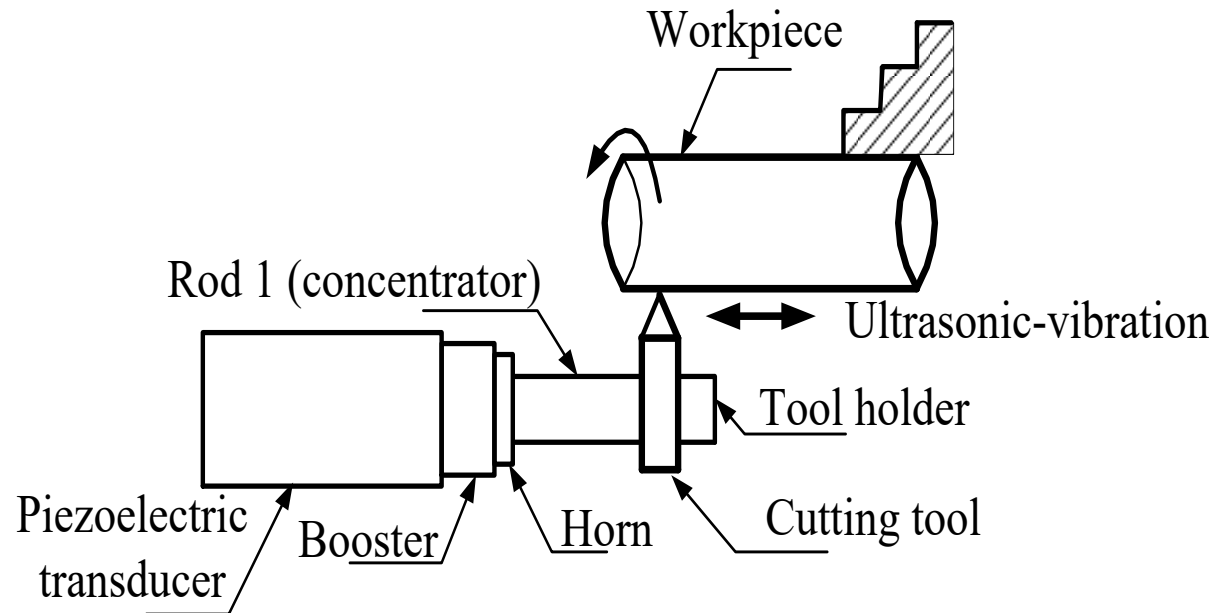 Workpiece
Rod 1 (concentrator)
Ultrasonic-vibration
Tool holder
Piezoelectric
transducer
Booster
Horn
Cutting tool